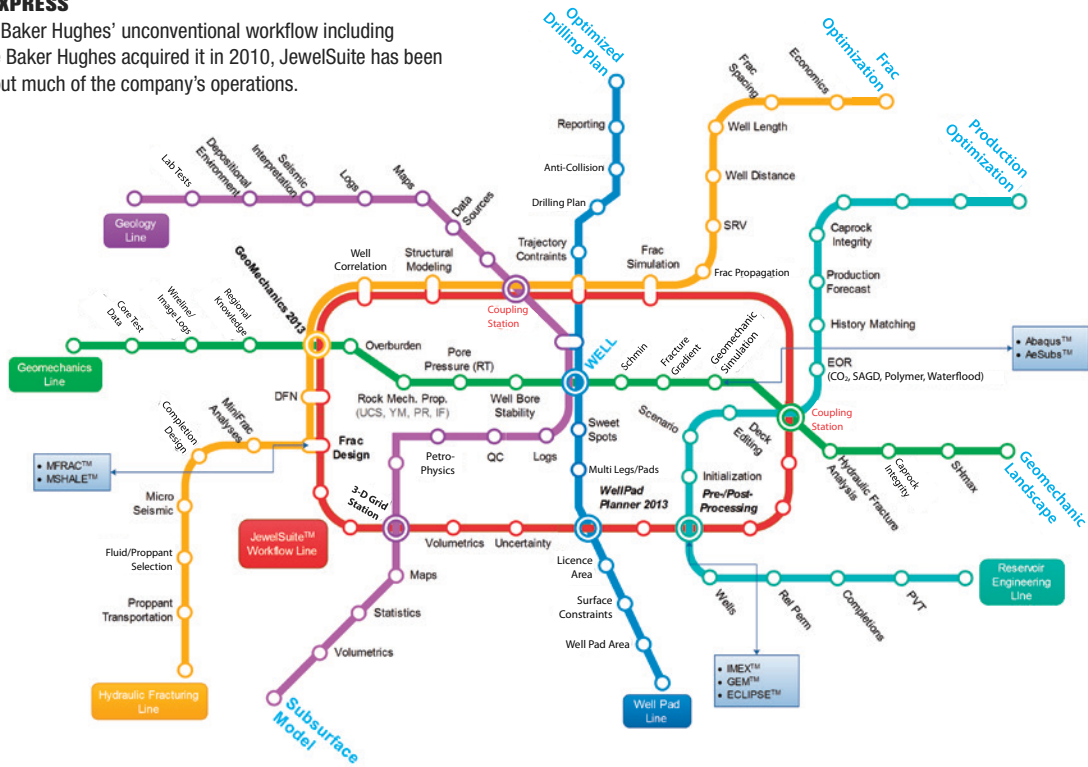 XPRESS
Baker Hughes' unconventional workflow including
Baker Hughes acquired it in 2010, JewelSuite has been
ut much of the company's operations.
Optimized
Drilling Plan
Reporting
Anti-Collision
Drilling Plan
Trajectory
Contraints
Frac
Optimization
Economics
Frac
Spacing
Well Length
Well Distance
SRV
Frac Propagation
Frac
Simulation
Production
Optimization
Caprock
Integrity
Production
Forecast
History Matching
EOR
(CO₂, SAGD, Polymer, Waterflood)
• Abaqus™
• AeSubs™
Geology
Line
Lab Tests
Depositional
Environment
Seismic
Interpretation
Logs
Maps
Data
Sources
Well
Correlation
Structural
Modeling
Coupling
Station
GeoMechanics 2013
Geomechanics
Line
Core Test
Data
Wireline/
Image Logs
Regional
Knowledge
Overburden
Rock Mech. Prop.
(UCS, YM, PR, IF)
Pore
Pressure (RT)
Well Bore
Stability
WELL
Schmin
Fracture
Gradient
Geomechanic
Simulation
Coupling
Station
Hydraulic Fracture
Analysis
Caprock
Integrity
SHmax
Geomechanic
Landscape
DFN
Frac
Design
MiniFrac
Analyses
Completion
Design
• MFRAC™
• MSHALE™
Micro
Seismic
Fluid/Proppant
Selection
Proppant
Transportation
Hydraulic Fracturing
Line
JewelSuite™
Workflow Line
3-D Grid
Station
Petro-
Physics
QC
Logs
Volumetrics
Uncertainty
Maps
Statistics
Volumetrics
Subsurface
Model
Sweet
Spots
Multi Legs/Pads
WellPad
Planner 2013
Licence
Area
Surface
Constraints
Well Pad Area
Well Pad
Line
Scenario
Deck
Editing
Initialization
Pre-/Post-
Processing
Wells
Rel Perm
Completions
PVT
Reservoir
Engineering
LIne
• IMEX™
• GEM™
• ECLIPSE™